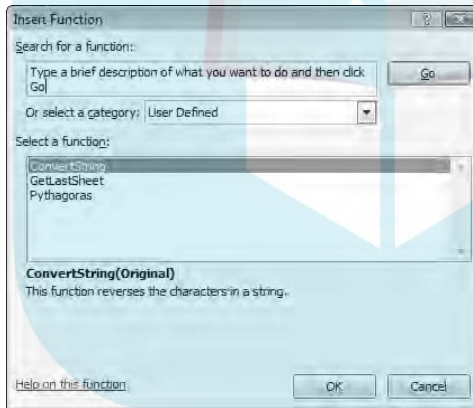 Insert Function
Search for a function:
Type a brief description of what you want to do and then click
Go
Go
Or select a category: User Defined
Select a function:
ConvertString
GetLastSheet
Pythagoras
ConvertString(Original)
This function reverses the characters in a string.
Help on this function
OK
Cancel